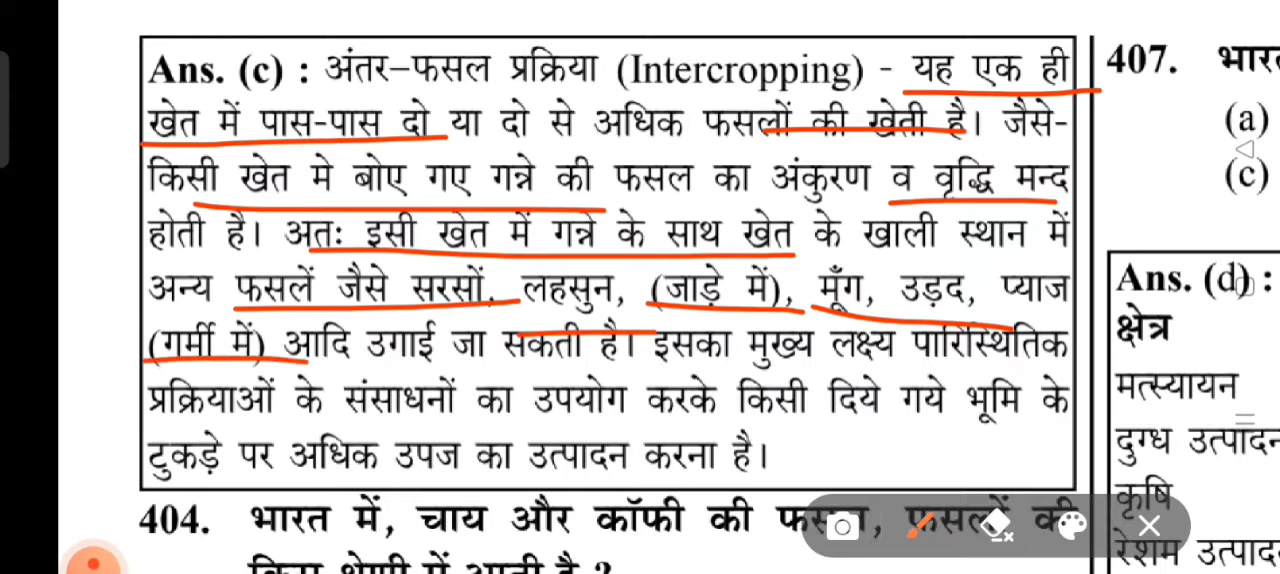 Ans. (c) : अंतर–फसल प्रक्रिया (Intercropping) - यह एक ही
खेत में पास-पास दो या दो से अधिक फसलों की खेती है। जैसे-
किसी खेत मे बोए गए गन्ने की फसल का अंकुरण व वृद्धि मन्द
होती है। अतः इसी खेत में गन्ने के साथ खेत के खाली स्थान में
अन्य फसलें जैसे सरसों, लहसुन, (जाड़े में), मूँग, उड़द, प्याज
(गर्मी में) आदि उगाई जा सकती है। इसका मुख्य लक्ष्य पारिस्थितिक
प्रक्रियाओं के संसाधनों का उपयोग करके किसी दिये गये भूमि के
टुकड़े पर अधिक उपज का उत्पादन करना है।
404. भारत में, चाय और कॉफी की फसल, फसलों की
किस श्रेणी में आती है ?
407. भार
(a)
(c)
Ans. (d) :
क्षेत्र
मत्स्यायन
दुग्ध उत्पादन
कृषि
रेशम उत्पाद